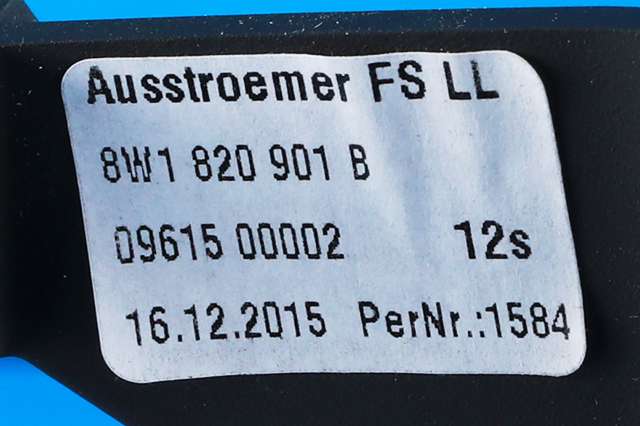 Ausstroemer FS LL
8W1 820 901 B
09615 00002 12s
16.12.2015 PerNr.:1584